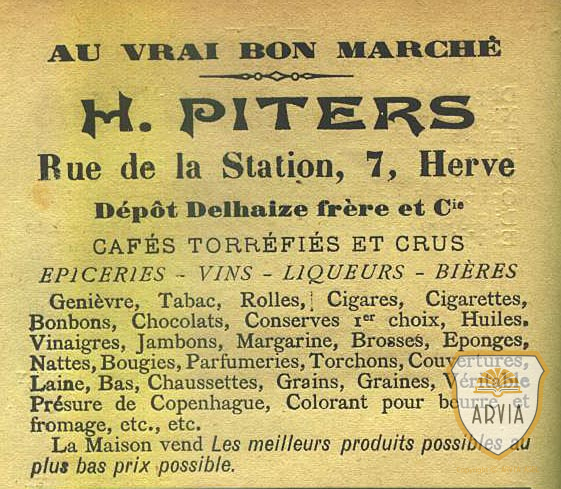 AU VRAI BON MARCHÉ
H. PITERS
Rue de la Station, 7, Herve
Dépôt Delhaize frère et Cie
CAFÉS TORRÉFIÉS ET CRUS
EPICERIES - VINS - LIQUEURS - BIÈRES
Genièvre, Tabac, Rolles, Cigares, Cigarettes,
Bonbons, Chocolats, Conserves 1er choix, Huiles.
Vinaigres, Jambons, Margarine, Brosses, Eponges,
Nattes, Bougies, Parfumeries, Torchons, Couvertures,
Laine, Bas, Chaussettes, Grains, Graines, Véritable
Présure de Copenhague, Colorant pour beurre et
fromage, etc., etc.
La Maison vend Les meilleurs produits possibles au
plus bas prix possible.
ARVIA